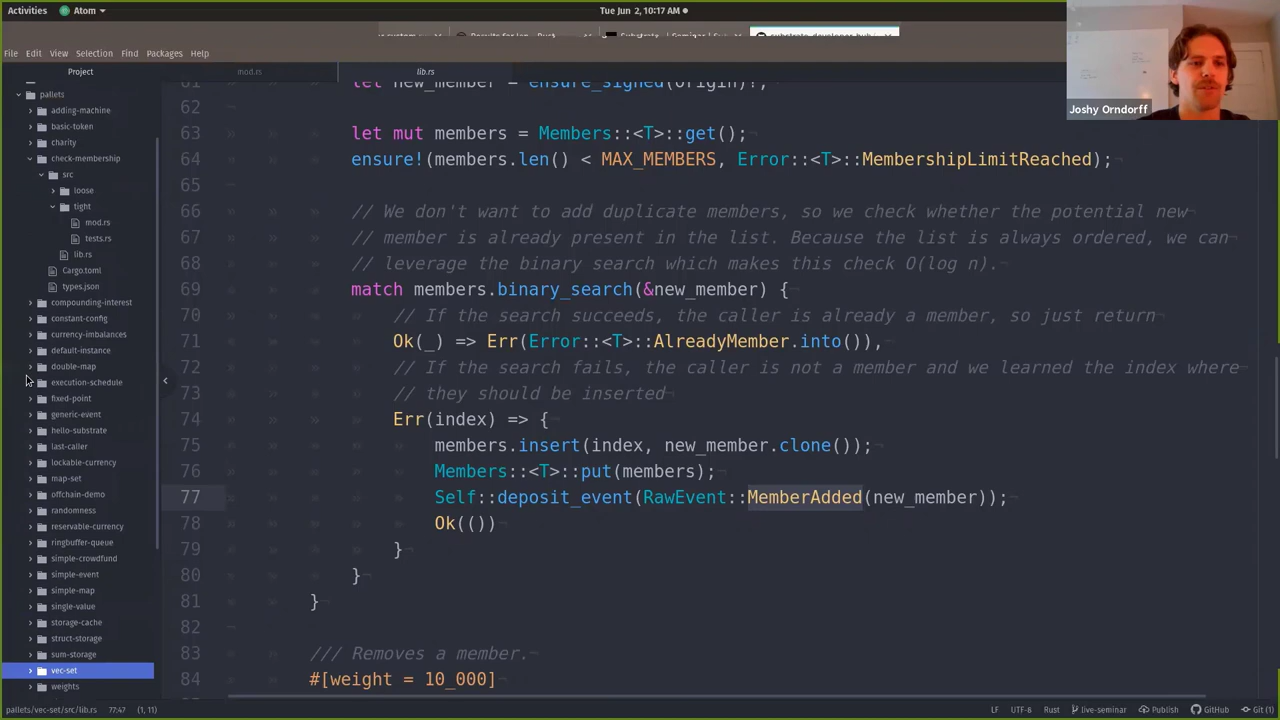 Activities Atom Tue Jun 2, 10:17 AM
File Edit View Selection Find Packages Help
Project mod.rs lib.rs
Joshy Orndorff
pallets
adding-machine
basic-token
charity
check-membership
src
loose
tight
mod.rs
tests.rs
lib.rs
Cargo.toml
types.json
compounding-interest
constant-config
currency-imbalances
default-instance
double-map
execution-schedule
fixed-point
generic-event
hello-substrate
last-caller
lockable-currency
map-set
offchain-demo
randomness
reservable-currency
ringbuffer-queue
simple-crowdfund
simple-event
simple-map
single-value
storage-cache
struct-storage
sum-storage
vec-set
weights
61 let new_member = ensure_signed(origin)?;
62
63 let mut members = Members::<T>::get();
64 ensure!(members.len() < MAX_MEMBERS, Error::<T>::MembershipLimitReached);
65
66 // We don't want to add duplicate members, so we check whether the potential new
67 // member is already present in the list. Because the list is always ordered, we can
68 // leverage the binary search which makes this check O(log n).
69 match members.binary_search(&new_member) {
70 // If the search succeeds, the caller is already a member, so just return
71 Ok(_) => Err(Error::<T>::AlreadyMember.into()),
72 // If the search fails, the caller is not a member and we learned the index where
73 // they should be inserted
74 Err(index) => {
75 members.insert(index, new_member.clone());
76 Members::<T>::put(members);
77 Self::deposit_event(RawEvent::MemberAdded(new_member));
78 Ok(())
79 }
80 }
81 }
82
83 /// Removes a member.
84 #[weight = 10_000]
pallets/vec-set/src/lib.rs 77:47 (1, 11) LF UTF-8 Rust live-seminar Publish GitHub Git (1)